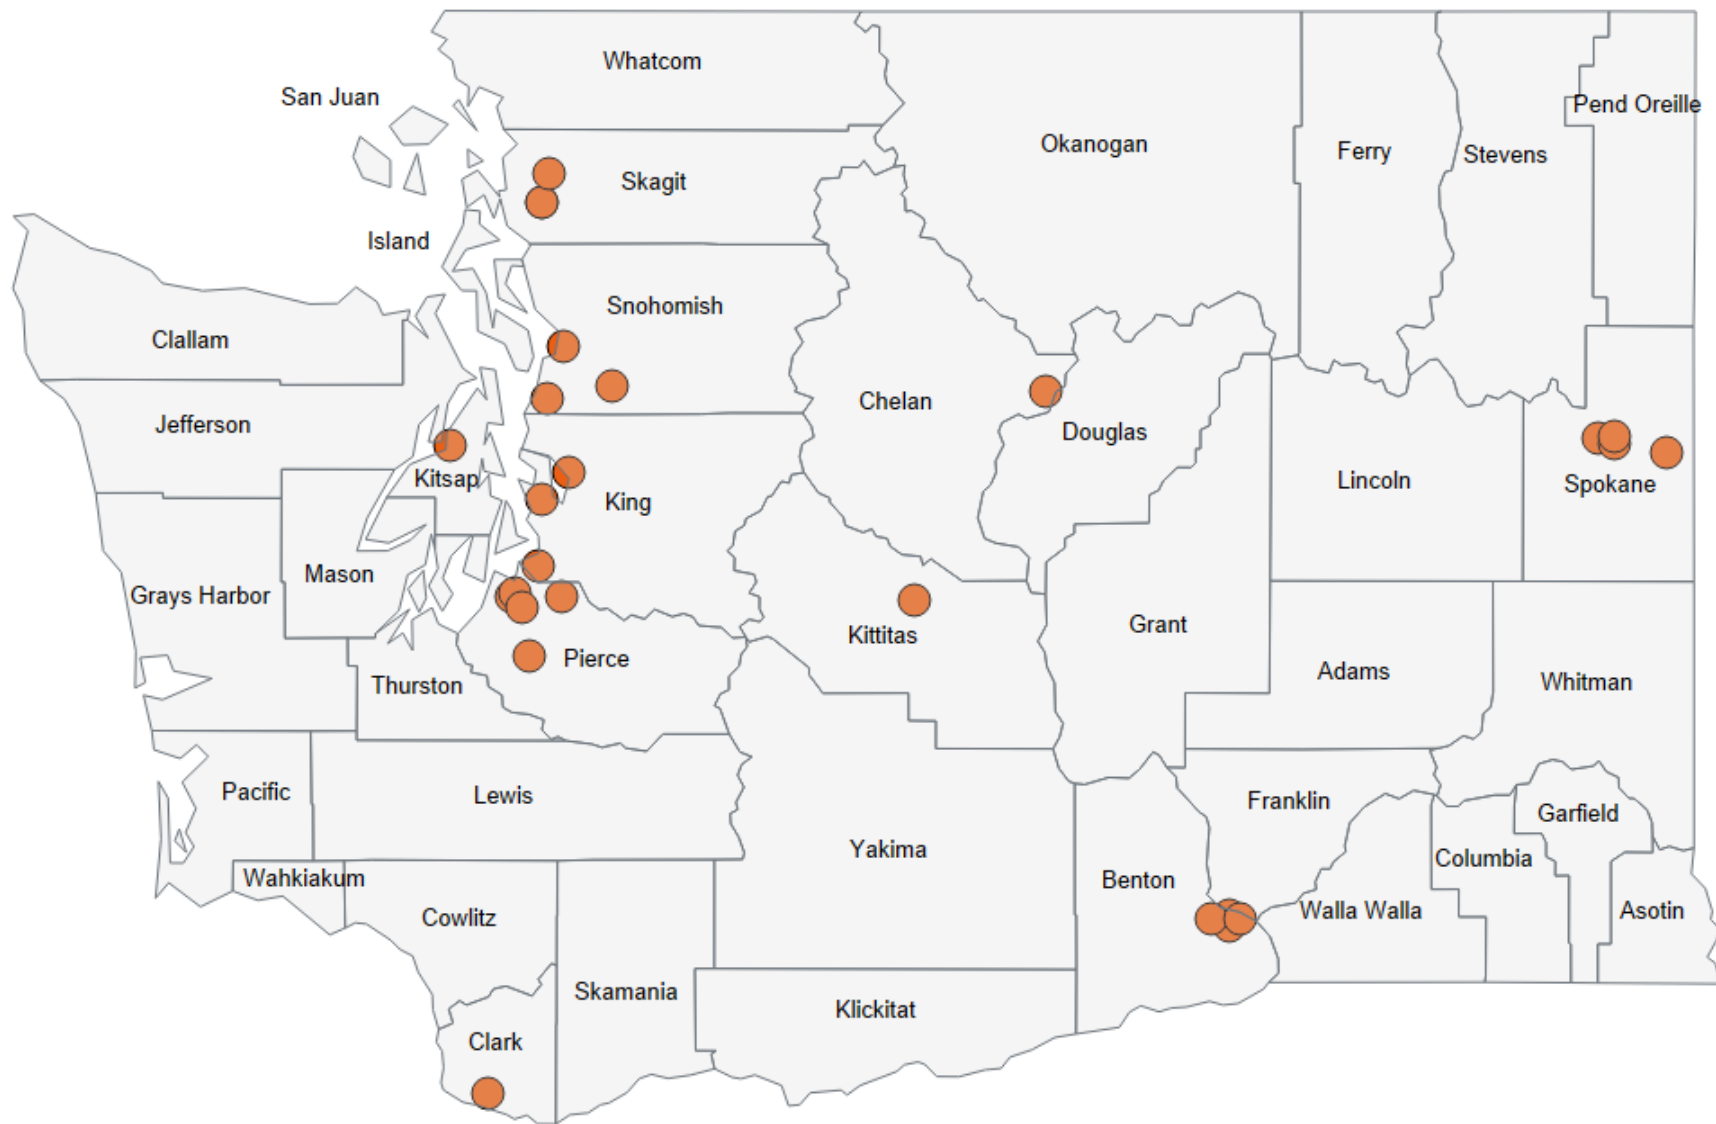 Whatcom
San Juan
Pend Oreille
Okanogan
Ferry
Stevens
Skagit
Island
Snohomish
Clallam
Chelan
Jefferson
Douglas
Kitsap
Lincoln
Spokane
King
Mason
Grays Harbor
Kittitas
Grant
Pierce
Adams
Whitman
Thurston
Pacific
Lewis
Franklin
Garfield
Yakima
Columbia
Wahkiakum
Benton
Cowlitz
Walla Walla
Asotin
Skamania
Klickitat
Clark